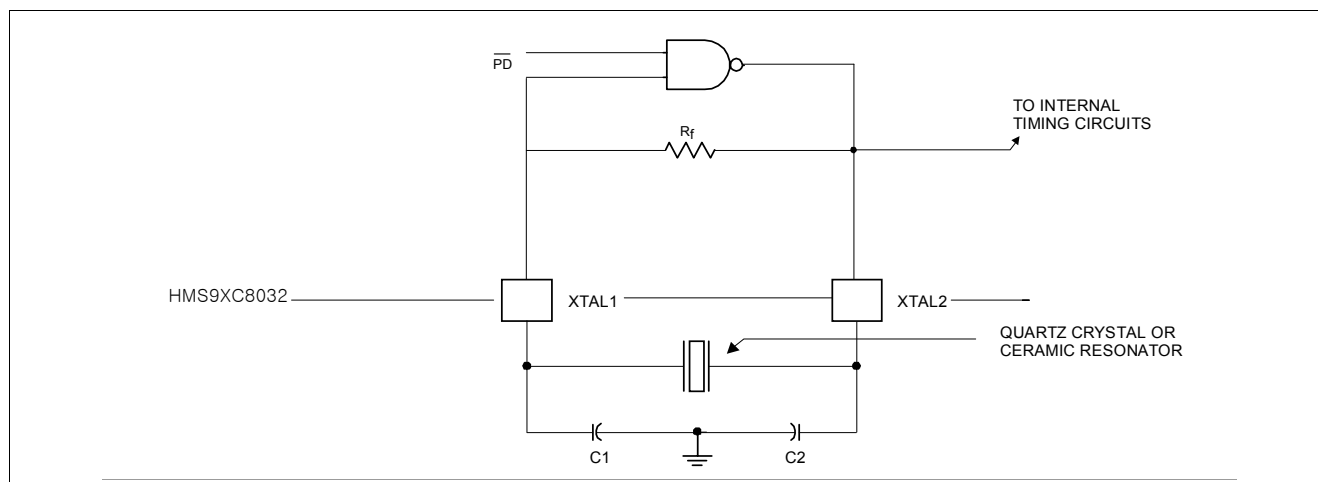 PD
TO INTERNAL
TIMING CIRCUITS
Rf
HMS9XC8032
XTAL1
XTAL2
QUARTZ CRYSTAL OR
CERAMIC RESONATOR
C1
C2